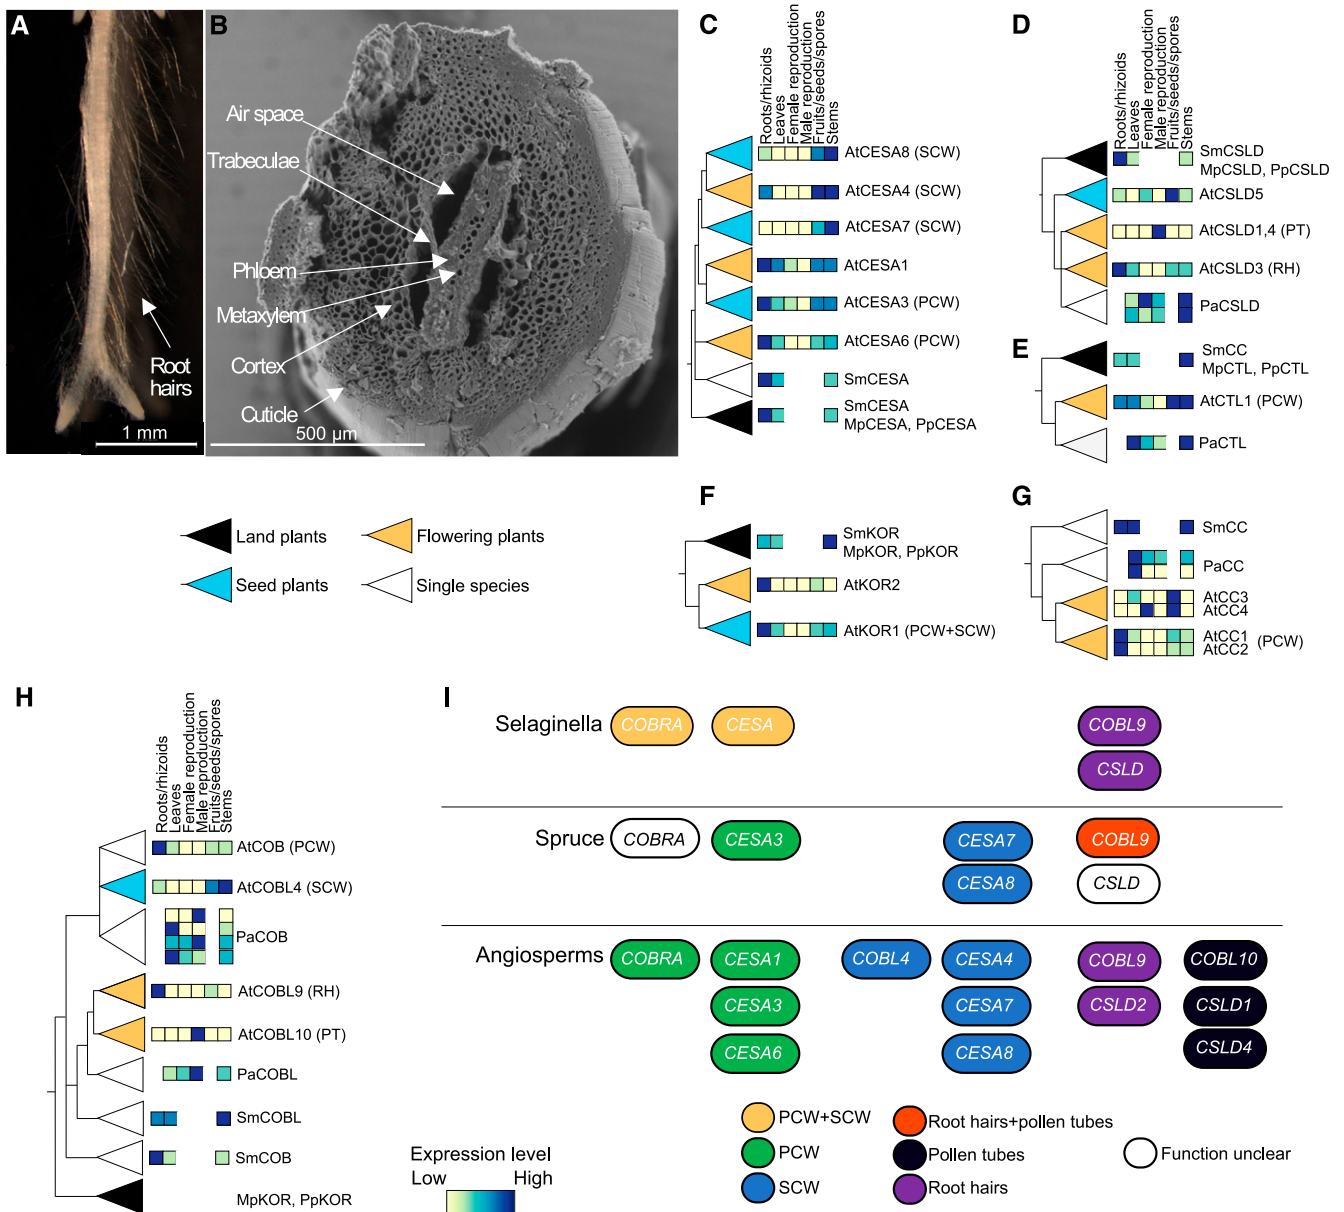 A
Root
hairs
1 mm
B
Air space
Trabeculae
Phloem
Metaxylem
Cortex
Cuticle
500 µm
C
Roots/rhizoids
Leaves
Female reproduction
Male reproduction
Fruits/seeds/spores
Stems
AtCESA8 (SCW)
AtCESA4 (SCW)
AtCESA7 (SCW)
AtCESA1
AtCESA3 (PCW)
AtCESA6 (PCW)
SmCESA
SmCESA
MpCESA, PpCESA
D
Roots/rhizoids
Leaves
Female reproduction
Male reproduction
Fruits/seeds/spores
Stems
SmCSLD
MpCSLD, PpCSLD
AtCSLD5
AtCSLD1,4 (PT)
AtCSLD3 (RH)
PaCSLD
E
SmCC
MpCTL, PpCTL
AtCTL1 (PCW)
PaCTL
Land plants
Flowering plants
Seed plants
Single species
F
SmKOR
MpKOR, PpKOR
AtKOR2
AtKOR1 (PCW+SCW)
G
SmCC
PaCC
AtCC3
AtCC4
AtCC1
AtCC2
(PCW)
H
Roots/rhizoids
Leaves
Female reproduction
Male reproduction
Fruits/seeds/spores
Stems
AtCOB (PCW)
AtCOBL4 (SCW)
PaCOB
AtCOBL9 (RH)
AtCOBL10 (PT)
PaCOBL
SmCOBL
SmCOB
MpKOR, PpKOR
Expression level
Low High
I
Selaginella COBRA CESA COBL9
CSLD
Spruce COBRA CESA3 CESA7 COBL9
CESA8 CSLD
Angiosperms COBRA CESA1 COBL4 CESA4 COBL9 COBL10
CESA3 CESA7 CSLD2 CSLD1
CESA6 CESA8 CSLD4
PCW+SCW Root hairs+pollen tubes
PCW Pollen tubes Function unclear
SCW Root hairs